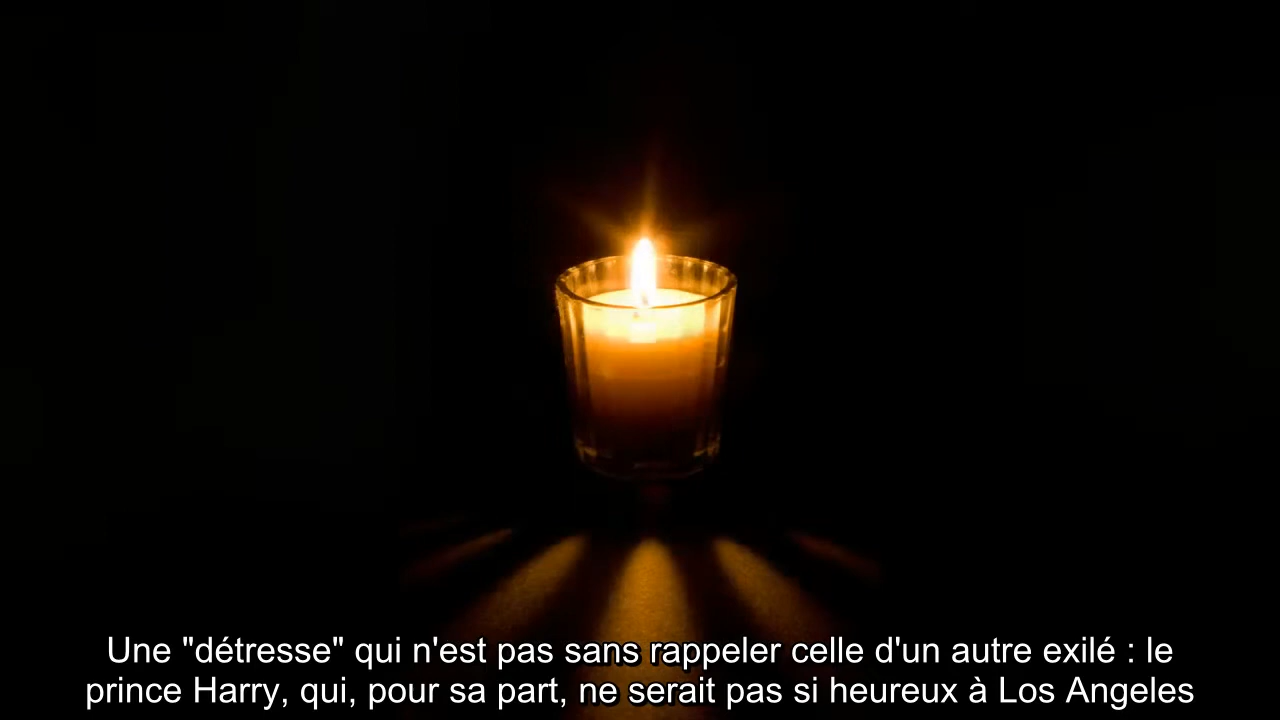 Une "détresse" qui n'est pas sans rappeler celle d'un autre exilé : le
prince Harry, qui, pour sa part, ne serait pas si heureux à Los Angeles